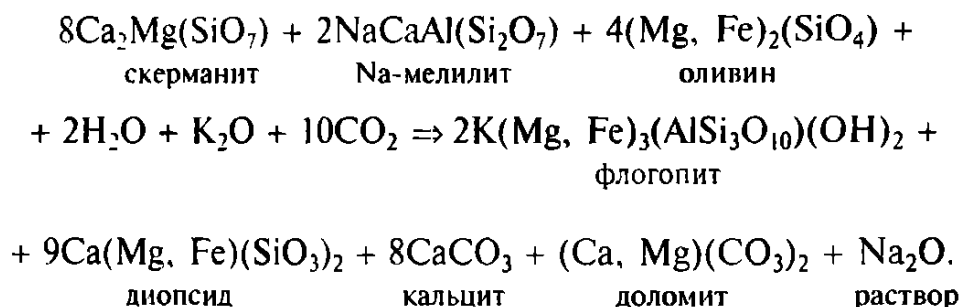 8Ca₂Mg(SiO₇) + 2NaCaAl(Si₂O₇) + 4(Mg, Fe)₂(SiO₄) +
скерманит Na-мелилит оливин
+ 2H₂O + K₂O + 10CO₂ ⇒ 2K(Mg, Fe)₃(AlSi₃O₁₀)(OH)₂ +
флогопит
+ 9Ca(Mg, Fe)(SiO₃)₂ + 8CaCO₃ + (Ca, Mg)(CO₃)₂ + Na₂O.
диопсид кальцит доломит раствор